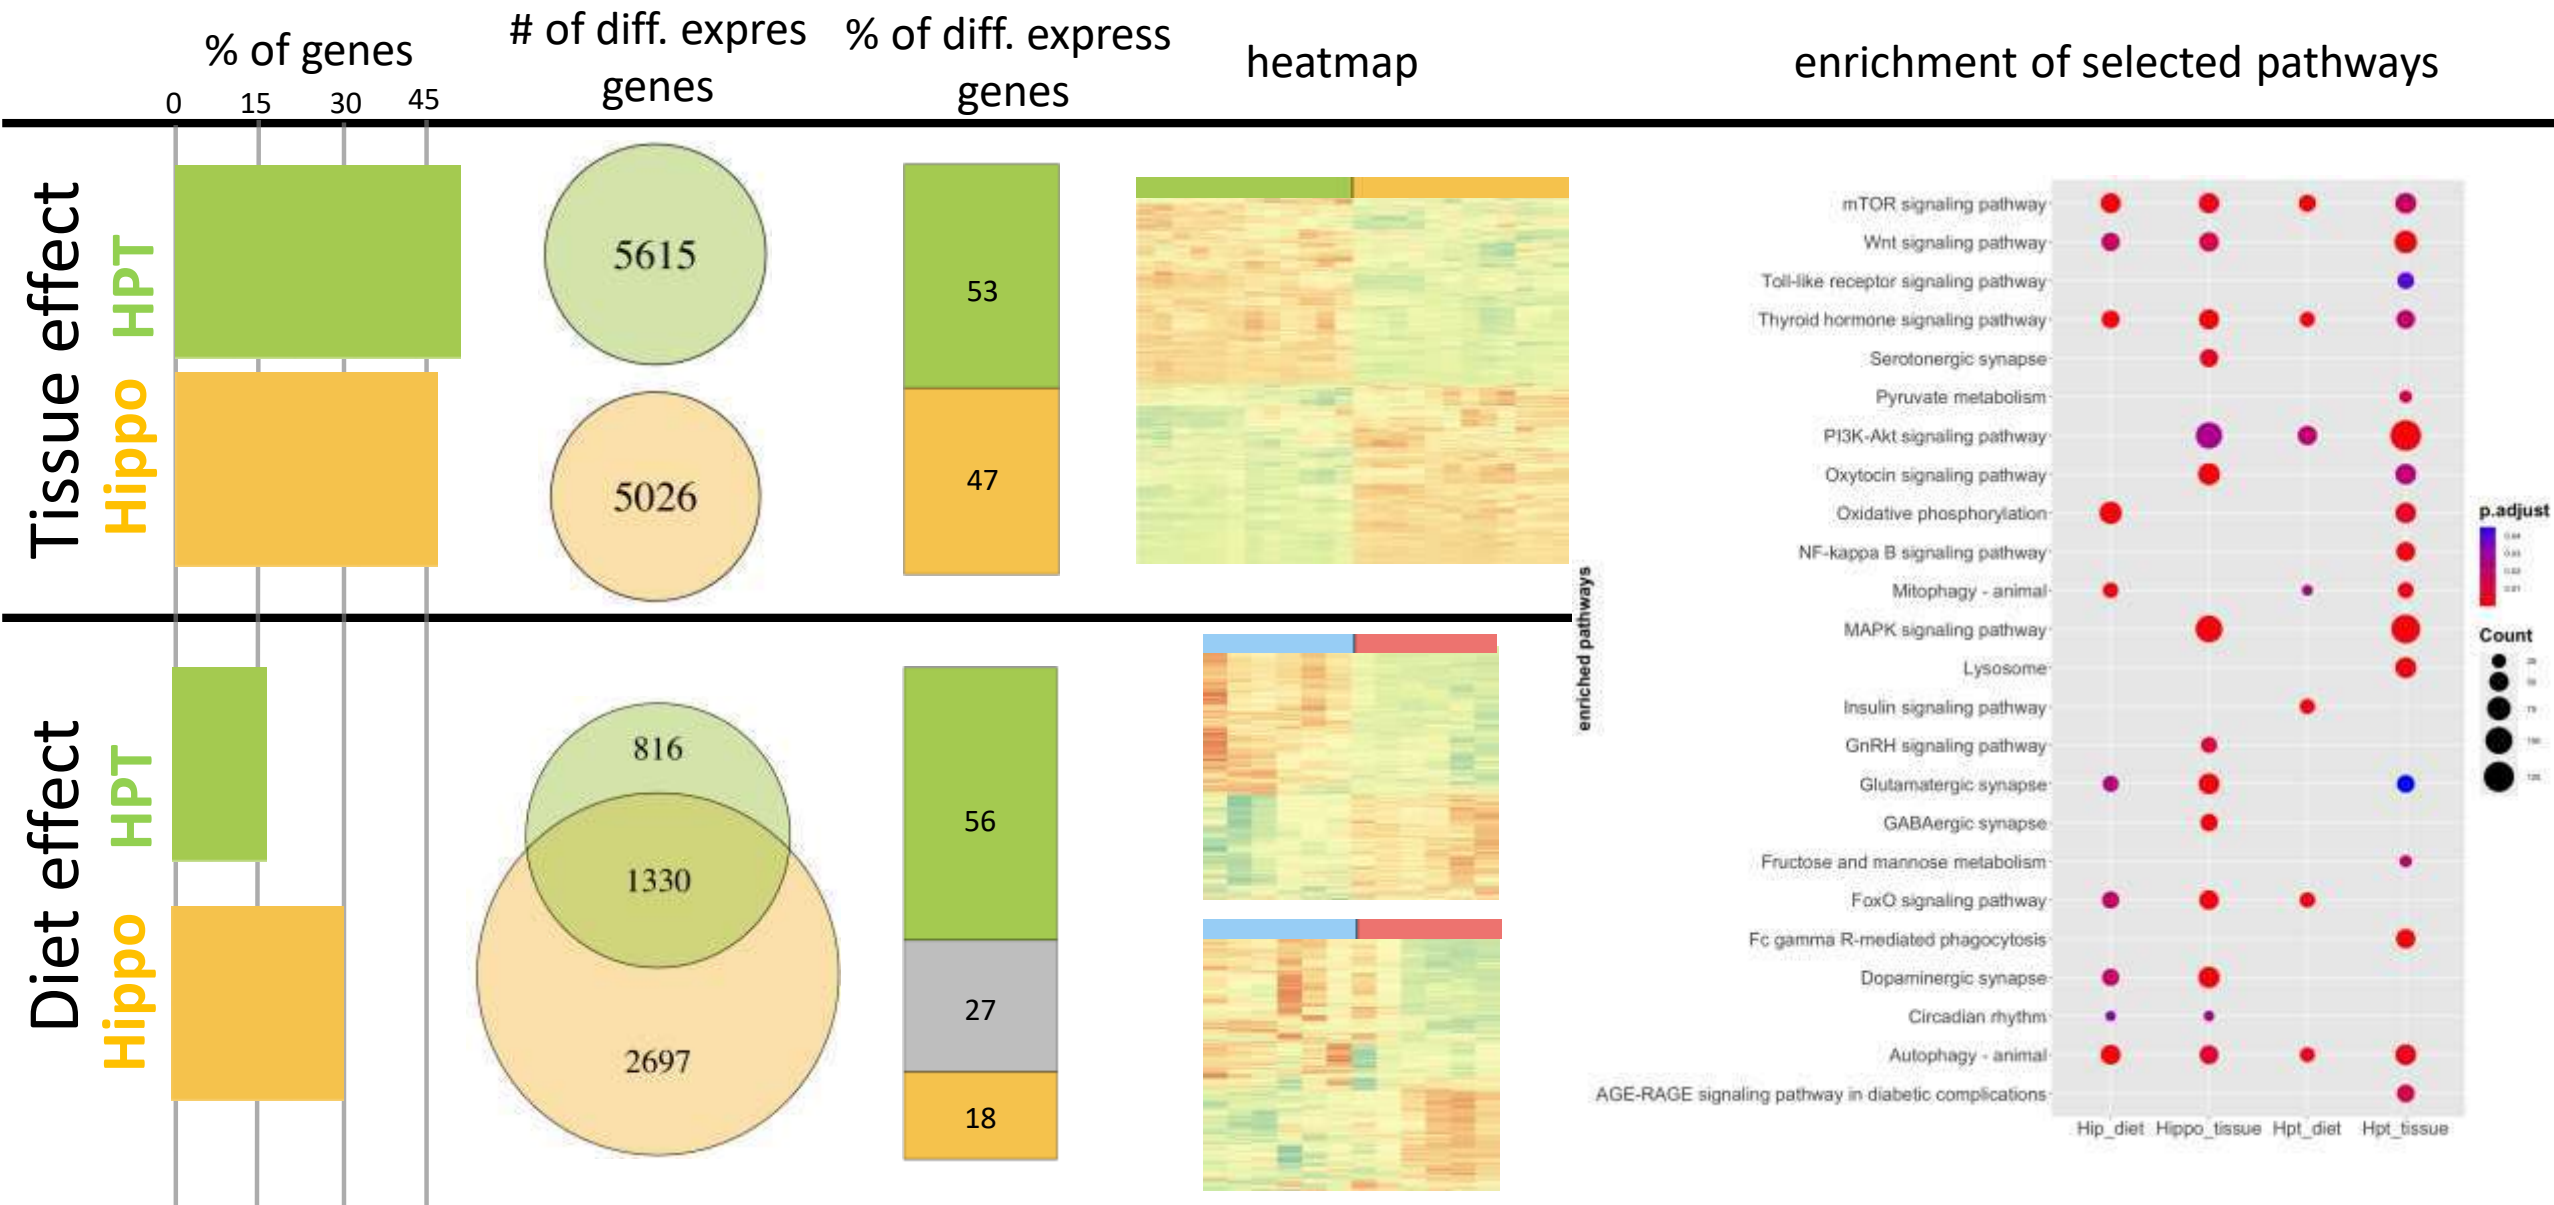 % of genes
0 15 30 45
# of diff. expres
genes
% of diff. express
genes
heatmap
enrichment of selected pathways
Tissue effect
HPT
Hippo
5615
5026
53
47
Diet effect
HPT
Hippo
816
1330
2697
56
27
18
enriched pathways
mTOR signaling pathway
Wnt signaling pathway
Toll-like receptor signaling pathway
Thyroid hormone signaling pathway
Serotonergic synapse
Pyruvate metabolism
PI3K-Akt signaling pathway
Oxytocin signaling pathway
Oxidative phosphorylation
NF-kappa B signaling pathway
Mitophagy - animal
MAPK signaling pathway
Lysosome
Insulin signaling pathway
GnRH signaling pathway
Glutamatergic synapse
GABAergic synapse
Fructose and mannose metabolism
FoxO signaling pathway
Fc gamma R-mediated phagocytosis
Dopaminergic synapse
Circadian rhythm
Autophagy - animal
AGE-RAGE signaling pathway in diabetic complications
Hip_diet Hippo_tissue Hpt_diet Hpt_tissue
p.adjust
Count